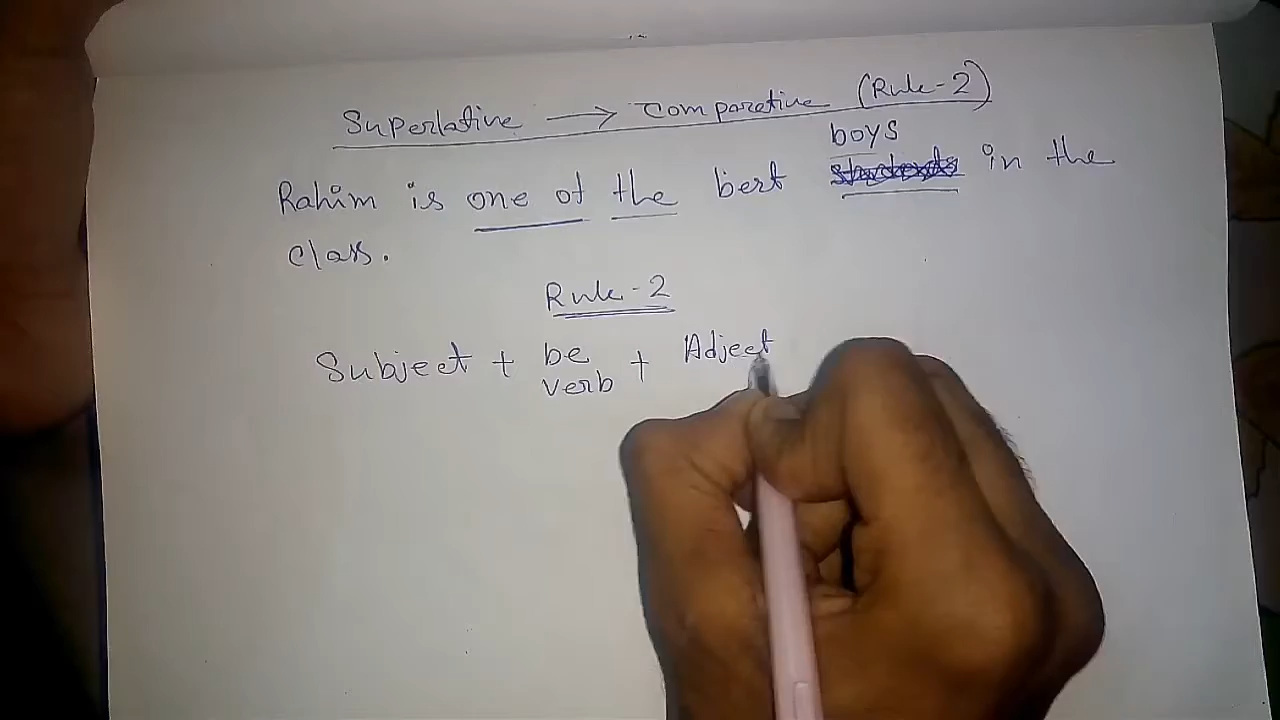 Superlative → Comparative (Rule-2)
boys
Rahim is one of the best students in the
class.
Rule-2
Subject + be verb + Adject